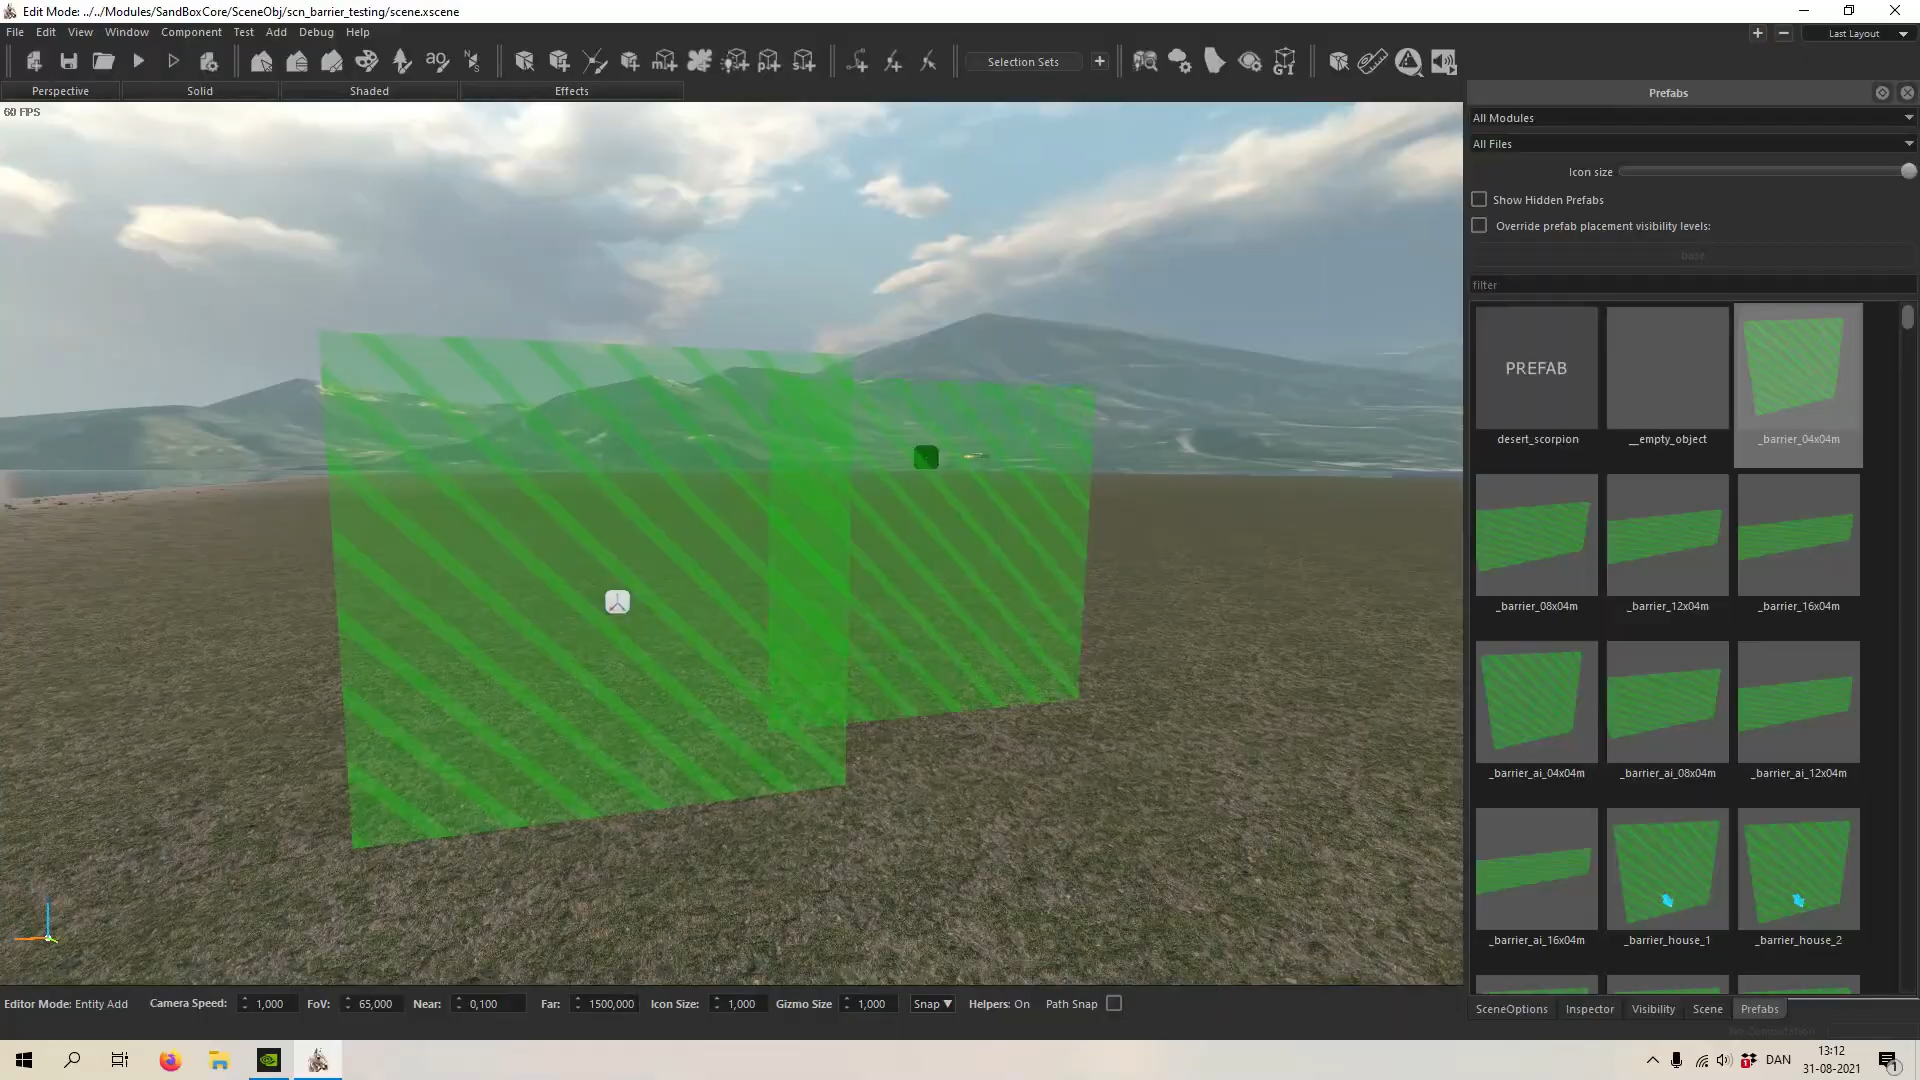 Edit Mode: ../../Modules/SandBoxCore/SceneObj/scn_barrier_testing/scene.xscene
File Edit View Window Component Test Add Debug Help
Last Layout
Selection Sets
Perspective Solid Shaded Effects
60 FPS
Prefabs
All Modules
All Files
Icon size
Show Hidden Prefabs
Override prefab placement visibility levels:
base
filter
PREFAB
desert_scorpion __empty_object _barrier_04x04m
_barrier_08x04m _barrier_12x04m _barrier_16x04m
_barrier_ai_04x04m _barrier_ai_08x04m _barrier_ai_12x04m
_barrier_ai_16x04m _barrier_house_1 _barrier_house_2
Editor Mode: Entity Add Camera Speed: 1,000 FoV: 65,000 Near: 0,100 Far: 1500,000 Icon Size: 1,000 Gizmo Size 1,000 Snap Helpers: On Path Snap
SceneOptions Inspector Visibility Scene Prefabs
No Computation
DAN
13:12
31-08-2021